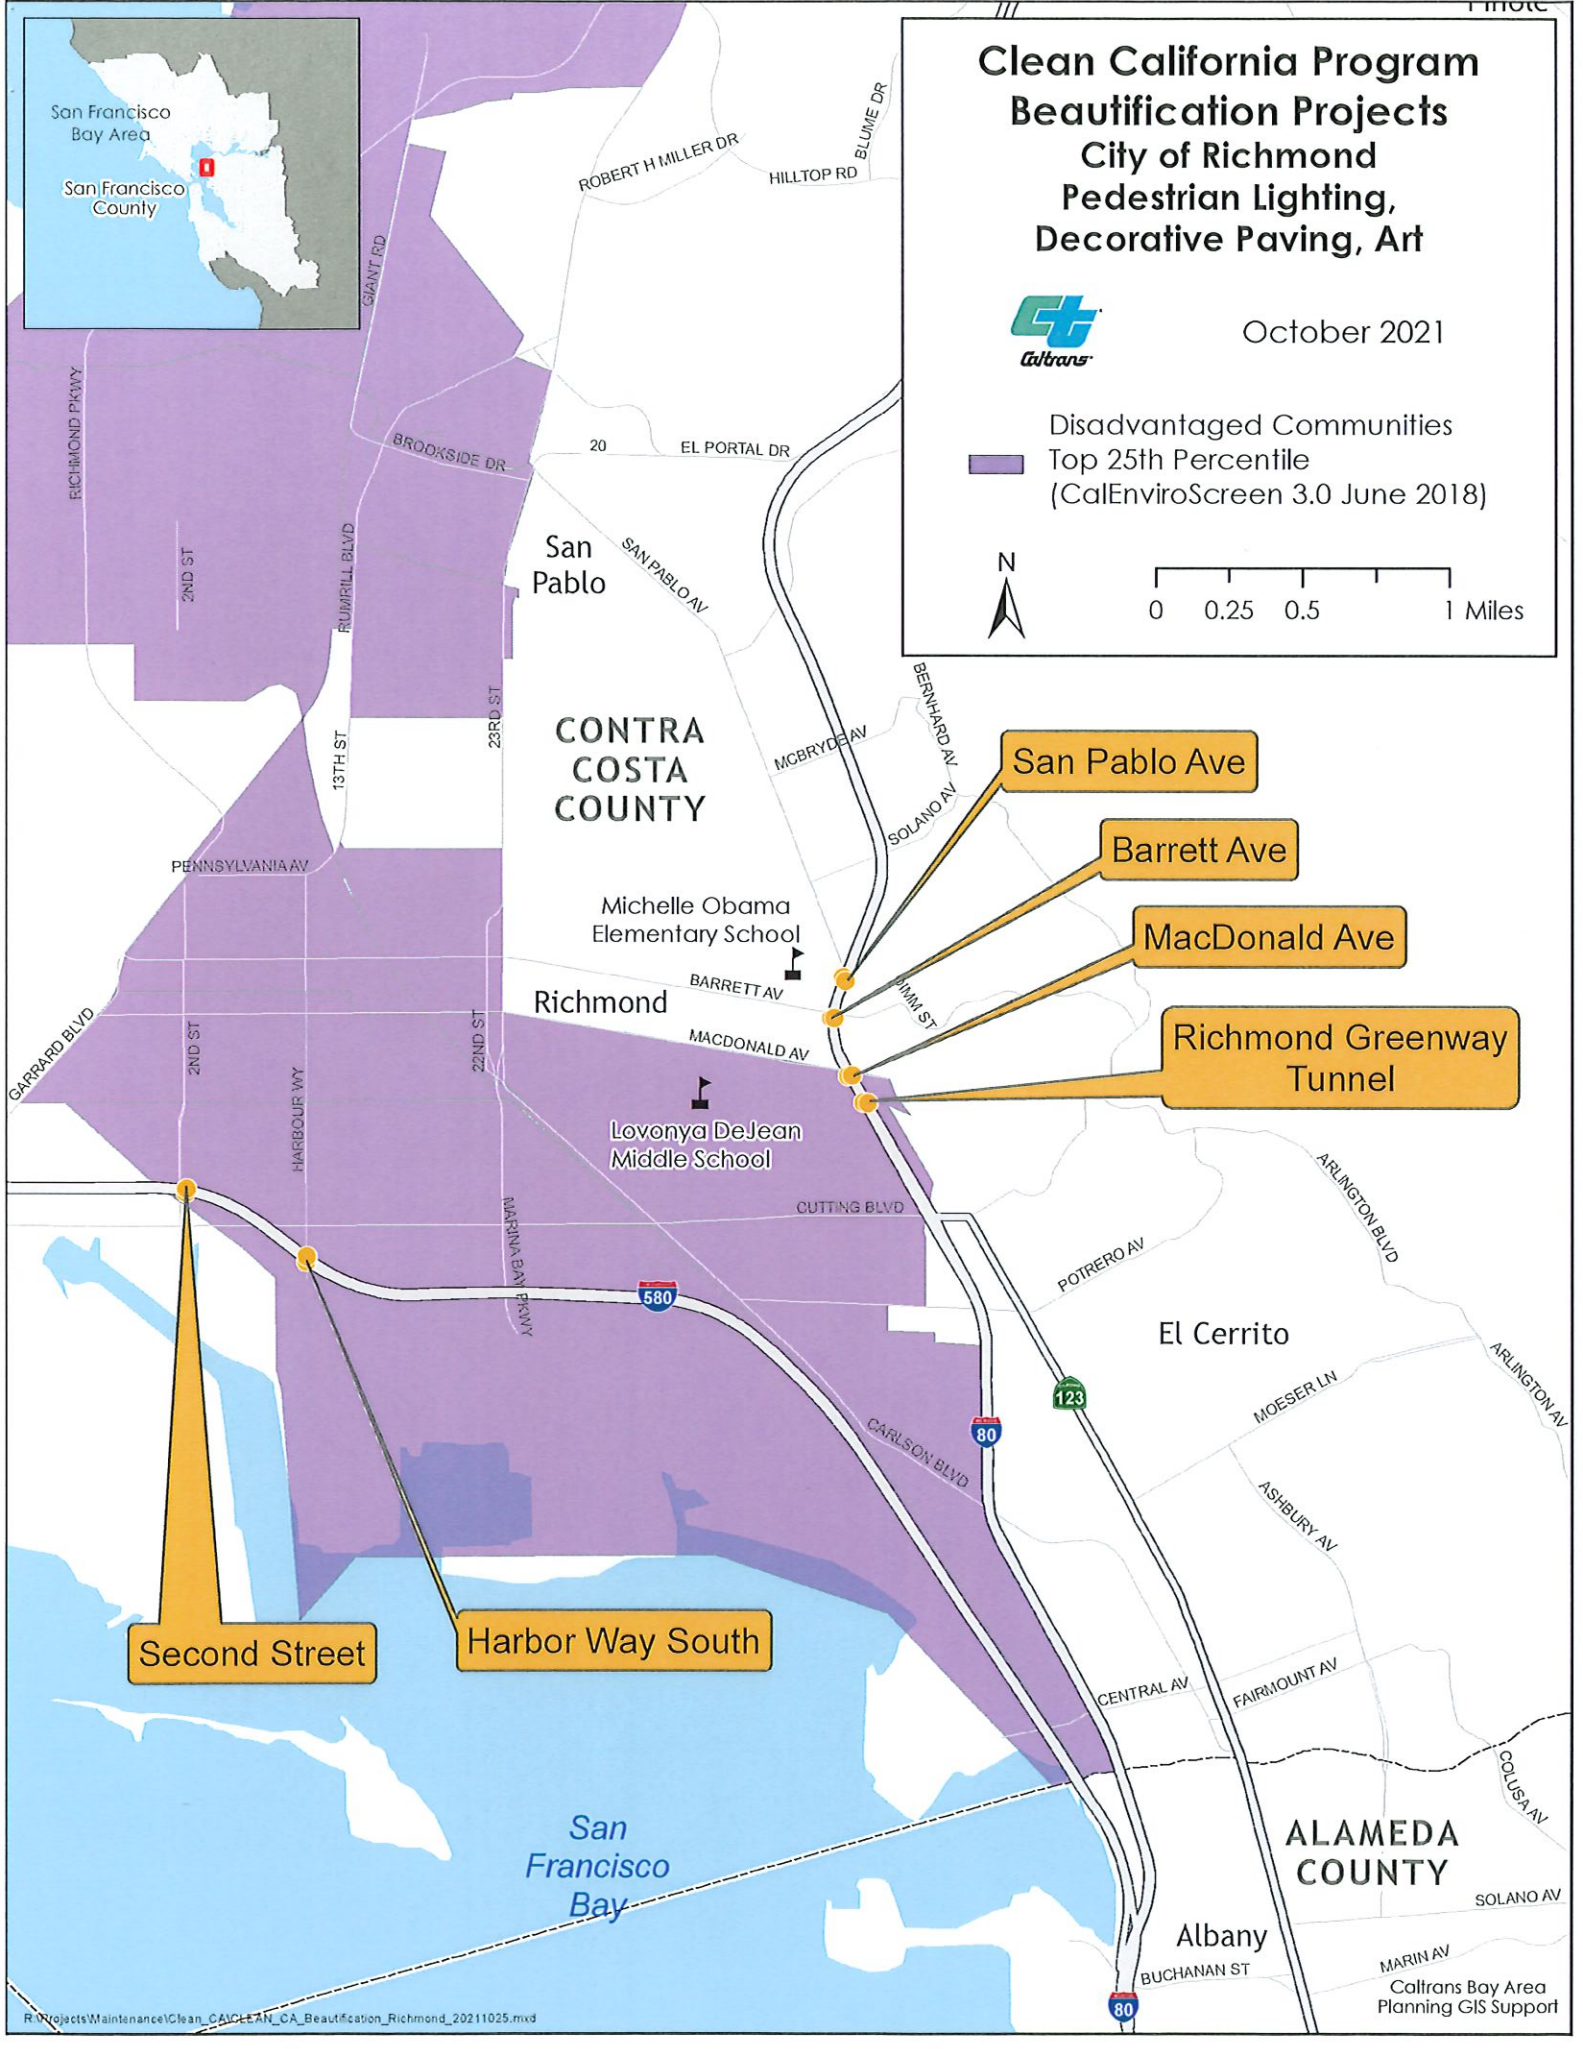 San Francisco
Bay Area
San Francisco
County
Clean California Program
Beautification Projects
City of Richmond
Pedestrian Lighting,
Decorative Paving, Art
Caltrans
October 2021
Disadvantaged Communities
Top 25th Percentile
(CalEnviroScreen 3.0 June 2018)
N
0 0.25 0.5 1 Miles
BLUME DR
ROBERT H MILLER DR
HILLTOP RD
GIANT RD
RICHMOND PKWY
BROOKSIDE DR
20
EL PORTAL DR
2ND ST
RUMRILL BLVD
San
Pablo
SAN PABLO AV
BERNHARD AV
23RD ST
13TH ST
CONTRA
COSTA
COUNTY
MCBRYDE AV
San Pablo Ave
SOLANO AV
Barrett Ave
PENNSYLVANIA AV
Michelle Obama
Elementary School
MacDonald Ave
BARRETT AV
Richmond
GARRARD BLVD
2ND ST
22ND ST
MACDONALD AV
Richmond Greenway
Tunnel
HARBOUR WY
Lovonya DeJean
Middle School
ARLINGTON BLVD
CUTTING BLVD
MARINA BAY PKWY
POTRERO AV
580
El Cerrito
ARLINGTON AV
MOESER LN
123
80
CARLSON BLVD
ASHBURY AV
Second Street
Harbor Way South
CENTRAL AV
FAIRMOUNT AV
COLUSA AV
San
Francisco
Bay
ALAMEDA
COUNTY
SOLANO AV
Albany
BUCHANAN ST
MARIN AV
80
Caltrans Bay Area
Planning GIS Support
R:\Projects\Maintenance\Clean_CA\CLEAN_CA_Beautification_Richmond_20211025.mxd